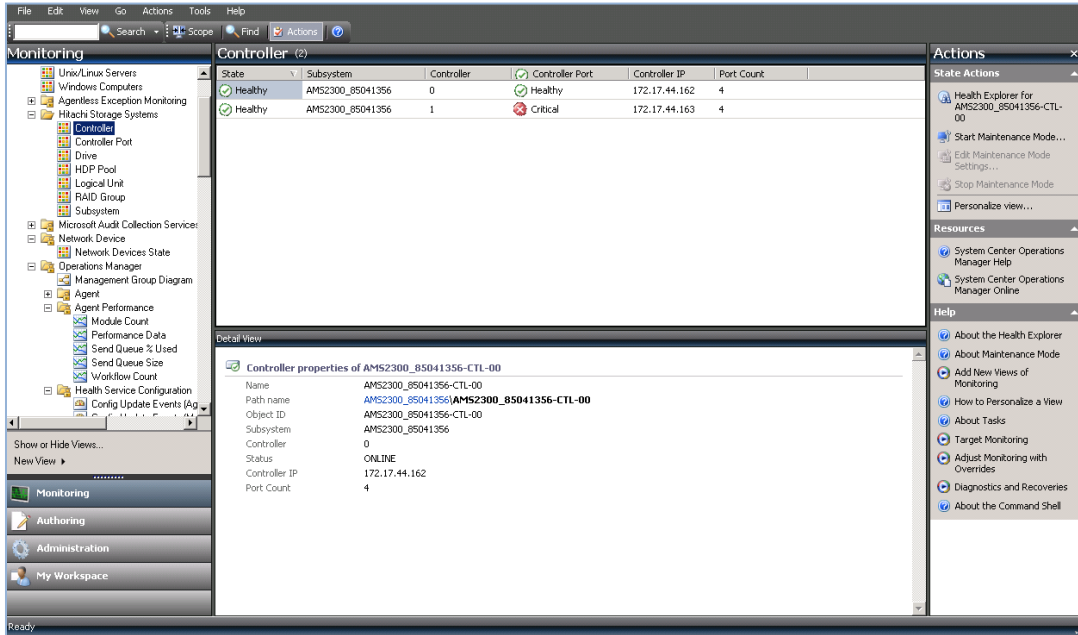 File Edit View Go Actions Tools Help
Search Scope Find Actions
Monitoring
Unix/Linux Servers
Windows Computers
Agentless Exception Monitoring
Hitachi Storage Systems
Controller
Controller Port
Drive
HDP Pool
Logical Unit
RAID Group
Subsystem
Microsoft Audit Collection Services
Network Device
Network Devices State
Operations Manager
Management Group Diagram
Agent
Agent Performance
Module Count
Performance Data
Send Queue % Used
Send Queue Size
Workflow Count
Health Service Configuration
Config Update Events (Ag
Show or Hide Views...
New View
Monitoring
Authoring
Administration
My Workspace
Ready
Controller (2)
State Subsystem Controller Controller Port Controller IP Port Count
Healthy AMS2300_85041356 0 Healthy 172.17.44.162 4
Healthy AMS2300_85041356 1 Critical 172.17.44.163 4
Detail View
Controller properties of AMS2300_85041356-CTL-00
Name AMS2300_85041356-CTL-00
Path name AMS2300_85041356\AMS2300_85041356-CTL-00
Object ID AMS2300_85041356-CTL-00
Subsystem AMS2300_85041356
Controller 0
Status ONLINE
Controller IP 172.17.44.162
Port Count 4
Actions
State Actions
Health Explorer for
AMS2300_85041356-CTL-
00
Start Maintenance Mode...
Edit Maintenance Mode
Settings...
Stop Maintenance Mode
Personalize view...
Resources
System Center Operations
Manager Help
System Center Operations
Manager Online
Help
About the Health Explorer
About Maintenance Mode
Add New Views of
Monitoring
How to Personalize a View
About Tasks
Target Monitoring
Adjust Monitoring with
Overrides
Diagnostics and Recoveries
About the Command Shell